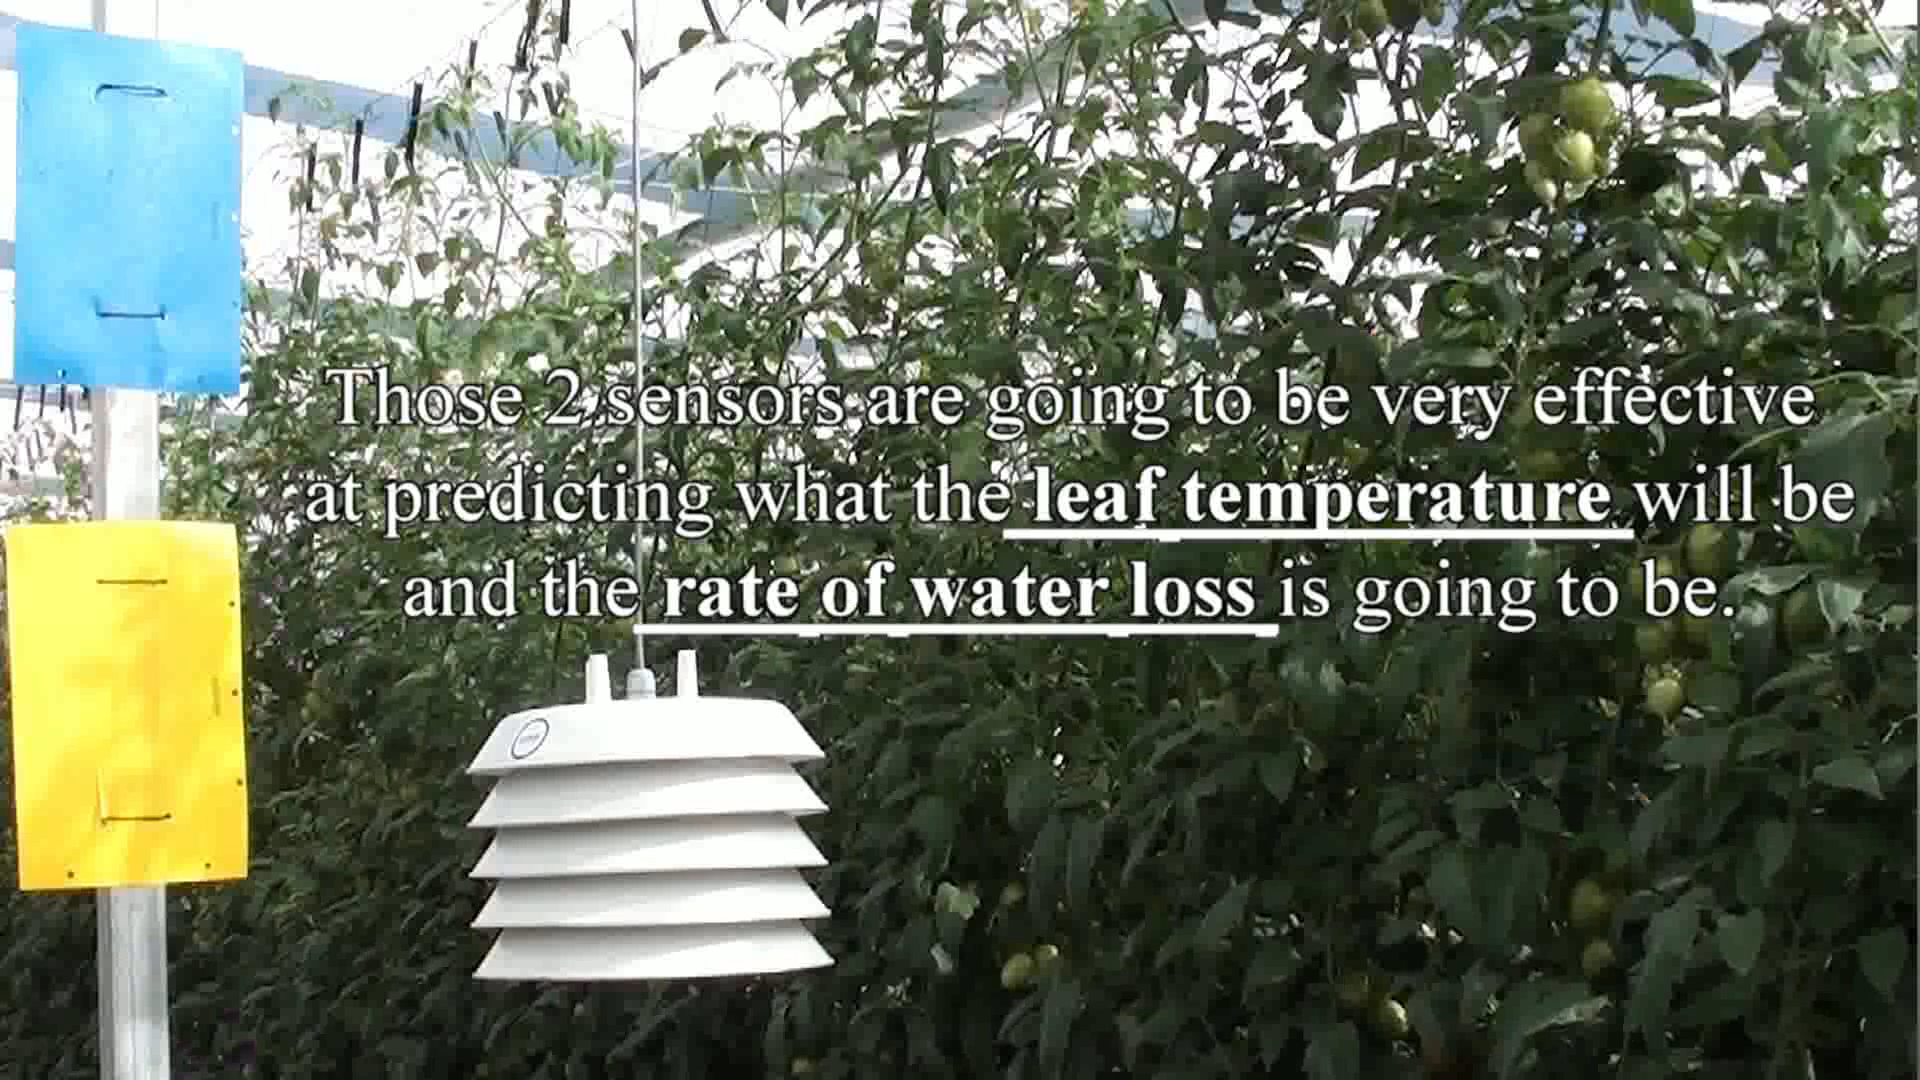 Those 2 sensors are going to be very effective
at predicting what the leaf temperature will be
and the rate of water loss is going to be.